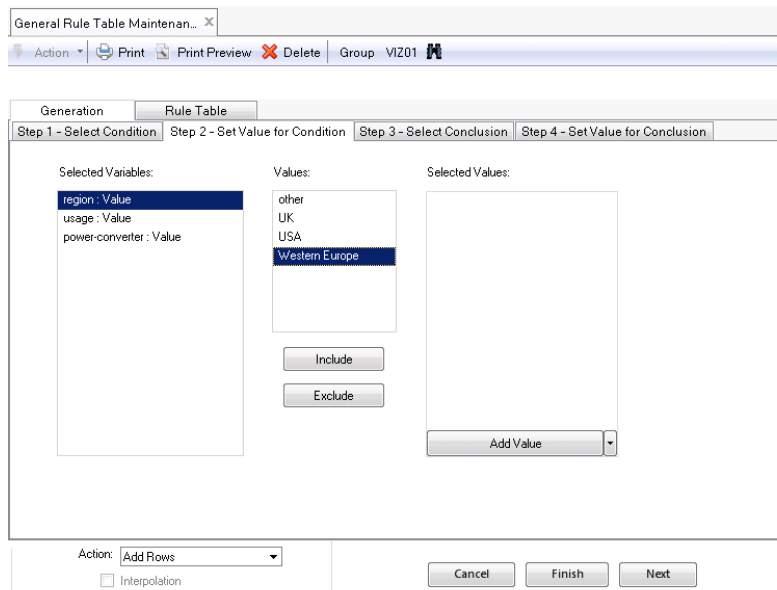 General Rule Table Maintenan...
Action Print Print Preview Delete Group VIZ01
Generation Rule Table
Step 1 - Select Condition Step 2 - Set Value for Condition Step 3 - Select Conclusion Step 4 - Set Value for Conclusion
Selected Variables: Values: Selected Values:
region : Value other
usage : Value UK
power-converter : Value USA
Western Europe
Include
Exclude
Add Value
Action: Add Rows
Interpolation
Cancel Finish Next